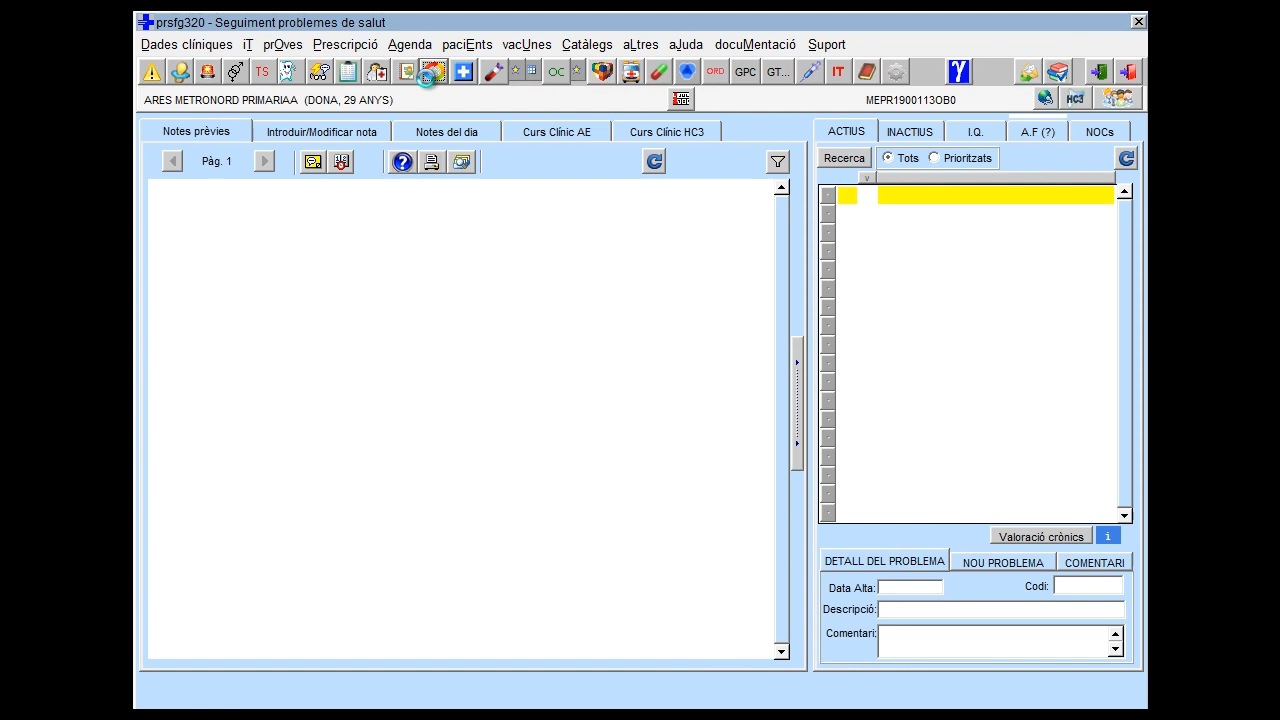 prsfg320 - Seguiment problemes de salut
Dades clíniques iT prOves Prescripció Agenda paciEnts vacUnes Catàlegs aLtres aJuda docuMentació Suport
TS OC ORD GPC GT... IT γ
ARES METRONORD PRIMARIAA (DONA, 29 ANYS) JUL MEPR1900113OB0 HC3
Notes prèvies Introduir/Modificar nota Notes del dia Curs Clínic AE Curs Clínic HC3
Pàg. 1
ACTIUS INACTIUS I.Q. A.F (?) NOCs
Recerca Tots Prioritzats
v
Valoració crònics i
DETALL DEL PROBLEMA NOU PROBLEMA COMENTARI
Data Alta: Codi:
Descripció:
Comentari: